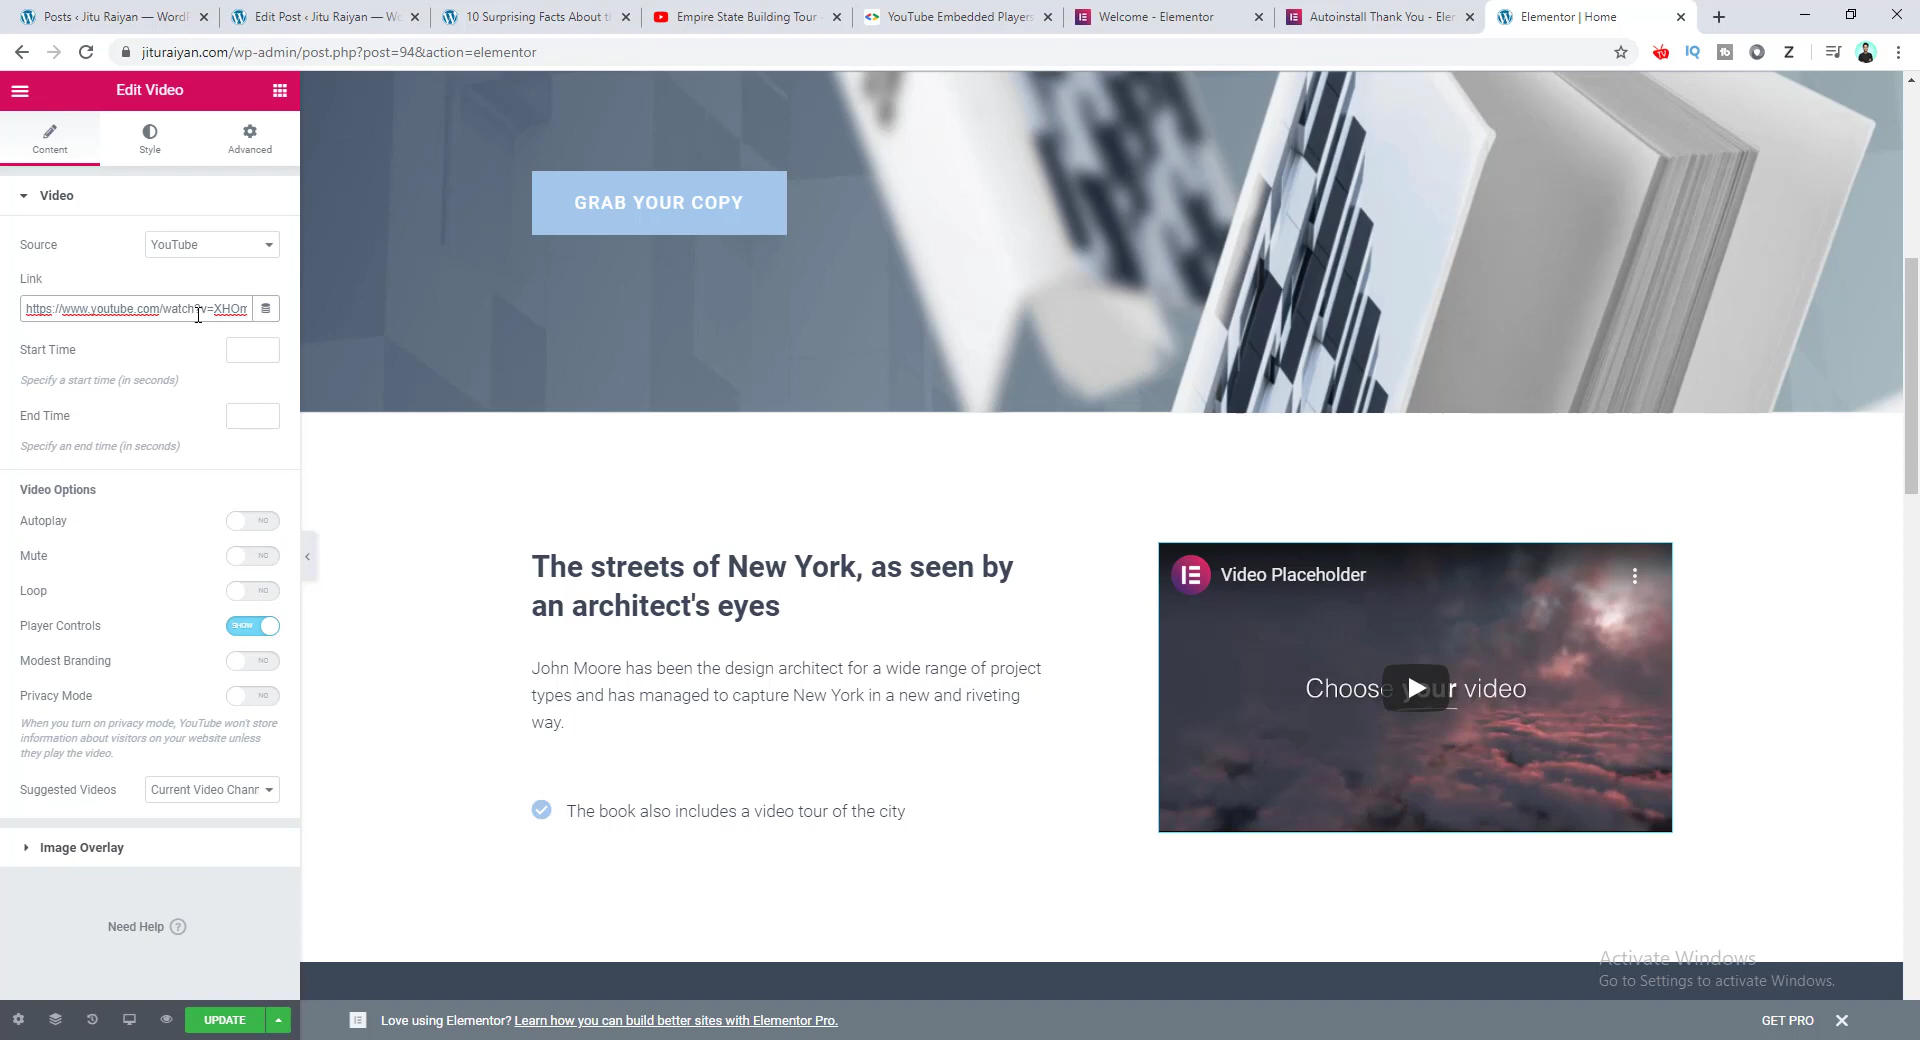 Posts ‹ Jitu Raiyan — WordP
Edit Post ‹ Jitu Raiyan — Wo
10 Surprising Facts About t
Empire State Building Tour -
YouTube Embedded Players
Welcome - Elementor
Autoinstall Thank You - Eler
Elementor | Home
jituraiyan.com/wp-admin/post.php?post=94&action=elementor
Edit Video
Content
Style
Advanced
Video
Source
YouTube
Link
https://www.youtube.com/watch?v=XHOm
Start Time
Specify a start time (in seconds)
End Time
Specify an end time (in seconds)
Video Options
Autoplay
NO
Mute
NO
Loop
NO
Player Controls
SHOW
Modest Branding
NO
Privacy Mode
NO
When you turn on privacy mode, YouTube won't store
information about visitors on your website unless
they play the video.
Suggested Videos
Current Video Chanr
Image Overlay
Need Help
UPDATE
GRAB YOUR COPY
The streets of New York, as seen by
an architect's eyes
John Moore has been the design architect for a wide range of project
types and has managed to capture New York in a new and riveting
way.
The book also includes a video tour of the city
Video Placeholder
Choose your video
Activate Windows
Go to Settings to activate Windows.
Love using Elementor? Learn how you can build better sites with Elementor Pro.
GET PRO